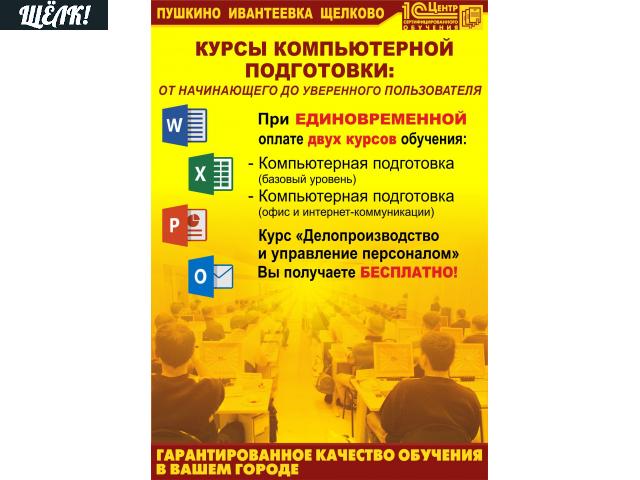 ЩЁЛК!
ПУШКИНО ИВАНТЕЕВКА ЩЕЛКОВО
1С ЦЕНТР
СЕРТИФИЦИРОВАННОГО
ОБУЧЕНИЯ
КУРСЫ КОМПЬЮТЕРНОЙ
ПОДГОТОВКИ:
ОТ НАЧИНАЮЩЕГО ДО УВЕРЕННОГО ПОЛЬЗОВАТЕЛЯ
При ЕДИНОВРЕМЕННОЙ
оплате двух курсов обучения:
- Компьютерная подготовка
(базовый уровень)
- Компьютерная подготовка
(офис и интернет-коммуникации)
Курс «Делопроизводство
и управление персоналом»
Вы получаете БЕСПЛАТНО!
W
X
P
O
ГАРАНТИРОВАННОЕ КАЧЕСТВО ОБУЧЕНИЯ
В ВАШЕМ ГОРОДЕ